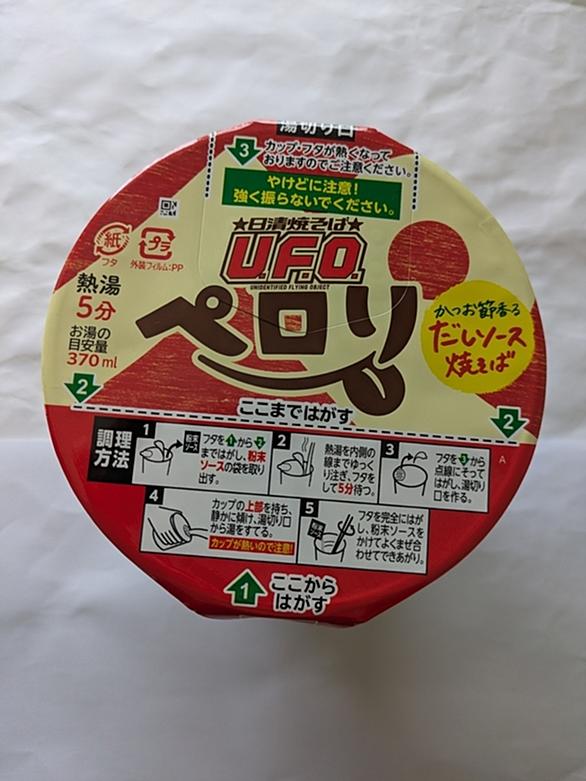 湯切り口
3
カップ・フタが熱くなって
おりますのでご注意ください。
やけどに注意!
強く振らないでください。
★日清焼そば★
U.F.O.
UNIDENTIFIED FLYING OBJECT
ペロリ
紙
フタ
プラ
外装フィルム:PP
熱湯
5分
お湯の
目安量
370ml
かつお節香る
だしソース
焼そば
2
ここまではがす
2
調理
方法
1
粉末
ソース
フタを1から2
まではがし、粉末
ソースの袋を取り
出す。
2
熱湯を内側の
線までゆっく
り注ぎ、フタを
して5分待つ。
3
フタを3から
点線にそって
はがし、湯切り
口を作る。
A
4
カップの上部を持ち、
静かに傾け、湯切り口
から湯をすてる。
カップが熱いので注意!
5
粉末
ソース
フタを完全にはが
し、粉末ソースを
かけてよくまぜ合
わせてできあがり。
1
ここから
はがす